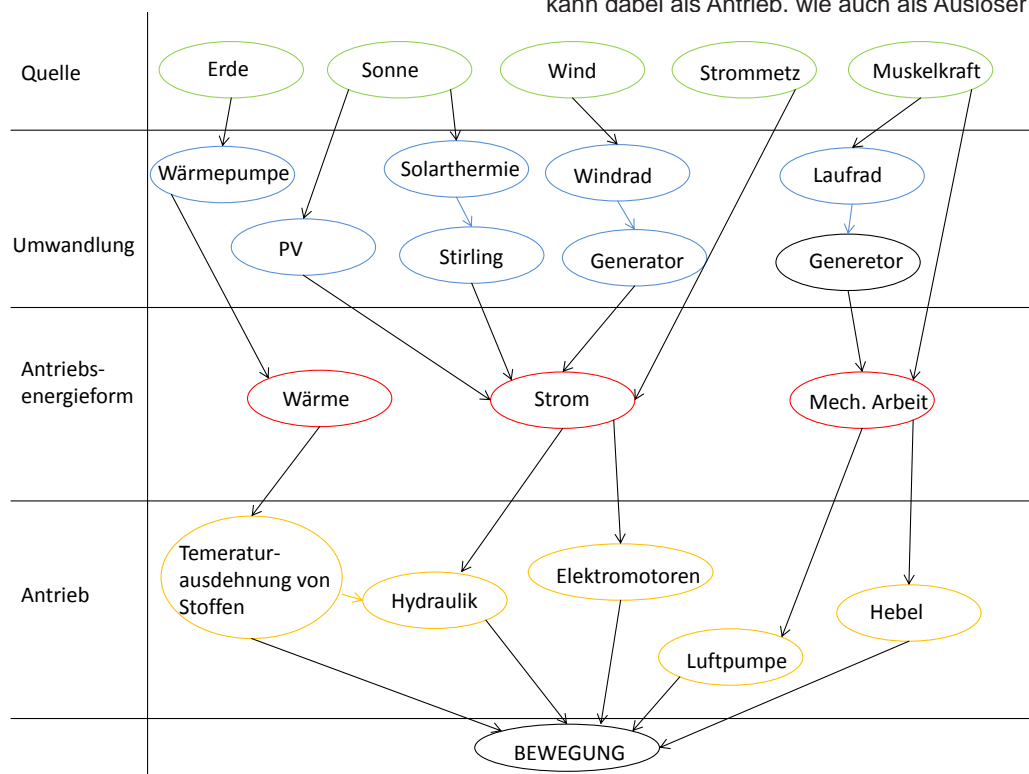 kann dabei als Antrieb. wie auch als Auslöser
Quelle
Erde
Sonne
Wind
Strommetz
Muskelkraft
Umwandlung
Wärmepumpe
Solarthermie
Windrad
Laufrad
PV
Stirling
Generator
Generetor
Antriebs-
energieform
Wärme
Strom
Mech. Arbeit
Antrieb
Temeratur-
ausdehnung von
Stoffen
Hydraulik
Elektromotoren
Luftpumpe
Hebel
BEWEGUNG